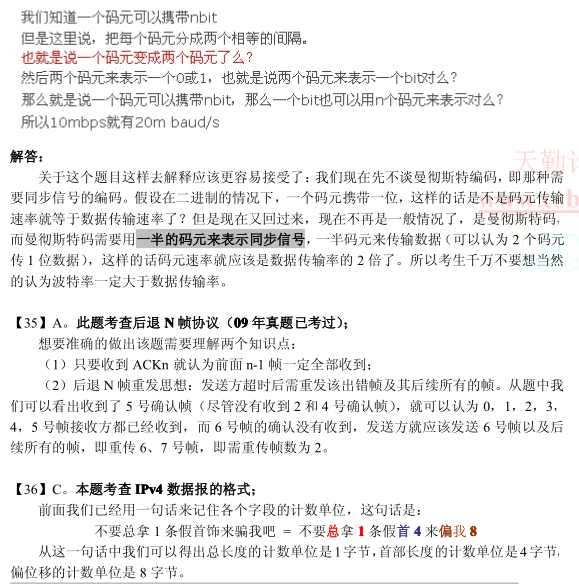 我们知道一个码元可以携带nbit
但是这里说，把每个码元分成两个相等的间隔。
也就是说一个码元变成两个码元了么？
然后两个码元来表示一个0或1，也就是说两个码元来表示一个bit对么？
那么就是说一个码元可以携带nbit，那么一个bit也可以用n个码元来表示对么？
所以10mbps就有20m baud/s
解答：
关于这个题目这样去解释应该更容易接受了：我们现在先不谈曼彻斯特编码，即那种需
要同步信号的编码。假设在二进制的情况下，一个码元携带一位，这样的话是不是码元传输
速率就等于数据传输速率了？但是现在又回过来，现在不再是一般情况了，是曼彻斯特码，
而曼彻斯特码需要用一半的码元来表示同步信号，一半码元来传输数据（可以认为 2 个码元
传 1 位数据），这样的话码元速率就应该是数据传输率的 2 倍了。所以考生千万不要想当然
的认为波特率一定大于数据传输率。
【35】A。此题考查后退 N 帧协议（09 年真题已考过）；
想要准确的做出该题需要理解两个知识点：
（1）只要收到 ACKn 就认为前面 n-1 帧一定全部收到；
（2）后退 N 帧重发思想：发送方超时后需重发该出错帧及其后续所有的帧。从题中我
们可以看出收到了 5 号确认帧（尽管没有收到 2 和 4 号确认帧），就可以认为 0，1，2，3，
4，5 号帧接收方都已经收到，而 6 号帧的确认没有收到，发送方就应该发送 6 号帧以及后
续所有的帧，即重传 6、7 号帧，即需重传帧数为 2。
【36】C。本题考查 IPv4 数据报的格式；
前面我们已经用一句话来记住各个字段的计数单位，这句话是：
不要总拿 1 条假首饰来骗我吧 = 不要总拿 1 条假首 4 来偏我 8
从这一句话中我们可以得出总长度的计数单位是 1 字节，首部长度的计数单位是 4 字节，
偏位移的计数单位是 8 字节。